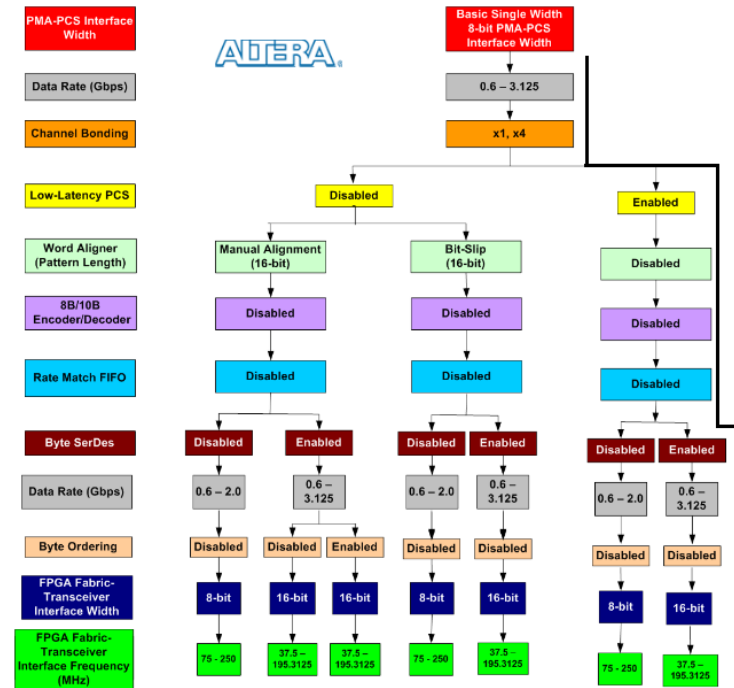 PMA-PCS Interface
Width
Basic Single Width
8-bit PMA-PCS
Interface Width
ALTERA®
Data Rate (Gbps)
0.6 – 3.125
Channel Bonding
x1, x4
Low-Latency PCS
Disabled
Enabled
Word Aligner
(Pattern Length)
Manual Alignment
(16-bit)
Bit-Slip
(16-bit)
Disabled
8B/10B
Encoder/Decoder
Disabled
Disabled
Disabled
Rate Match FIFO
Disabled
Disabled
Disabled
Byte SerDes
Disabled
Enabled
Disabled
Enabled
Disabled
Enabled
Data Rate (Gbps)
0.6 – 2.0
0.6 –
3.125
0.6 – 2.0
0.6 –
3.125
0.6 – 2.0
0.6 –
3.125
Byte Ordering
Disabled
Disabled
Enabled
Disabled
Disabled
Disabled
Disabled
FPGA Fabric-
Transceiver
Interface Width
8-bit
16-bit
16-bit
8-bit
16-bit
8-bit
16-bit
FPGA Fabric-
Transceiver
Interface Frequency
(MHz)
75 - 250
37.5 –
195.3125
37.5 –
195.3125
75 - 250
37.5 –
195.3125
75 - 250
37.5 –
195.3125